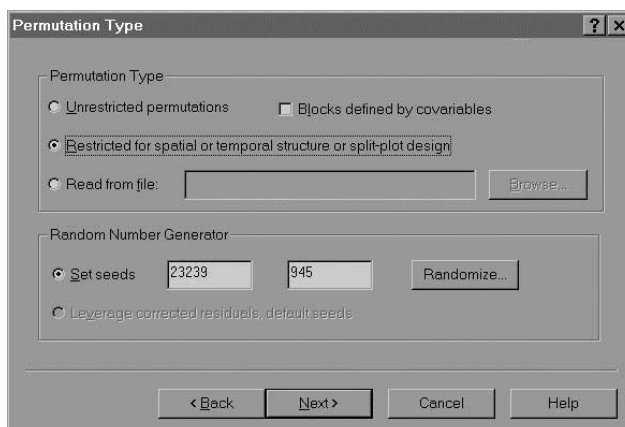 Permutation Type
Permutation Type
Unrestricted permutations
Blocks defined by covariables
Restricted for spatial or temporal structure or split-plot design
Read from file:
Browse...
Random Number Generator
Set seeds
23239
945
Randomize...
Leverage corrected residuals, default seeds
< Back
Next >
Cancel
Help